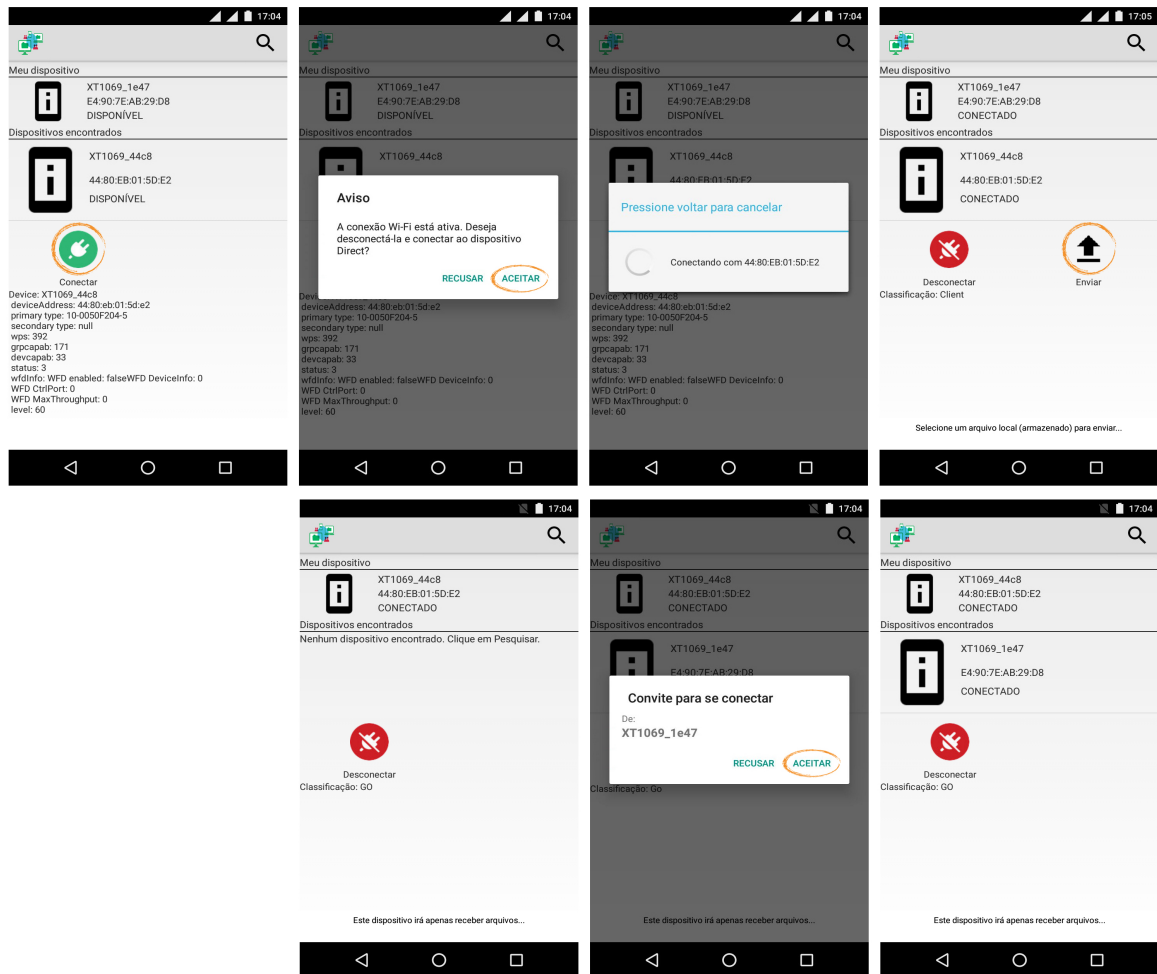 17:04
Meu dispositivo
XT1069_1e47
E4:90:7E:AB:29:D8
DISPONÍVEL
Dispositivos encontrados
XT1069_44c8
44:80:EB:01:5D:E2
DISPONÍVEL
Conectar
Device: XT1069_44c8
deviceAddress: 44:80:eb:01:5d:e2
primary type: 10-0050F204-5
secondary type: null
wps: 392
grpcapab: 171
devcapab: 33
status: 3
wfdInfo: WFD enabled: falseWFD DeviceInfo: 0
WFD CtrlPort: 0
WFD MaxThroughput: 0
level: 60
17:04
Meu dispositivo
XT1069_1e47
E4:90:7E:AB:29:D8
DISPONÍVEL
Dispositivos encontrados
XT1069_44c8
Aviso
A conexão Wi-Fi está ativa. Deseja
desconectá-la e conectar ao dispositivo
Direct?
RECUSAR ACEITAR
deviceAddress: 44:80:eb:01:5d:e2
primary type: 10-0050F204-5
secondary type: null
wps: 392
grpcapab: 171
devcapab: 33
status: 3
wfdInfo: WFD enabled: falseWFD DeviceInfo: 0
WFD CtrlPort: 0
WFD MaxThroughput: 0
level: 60
17:04
Meu dispositivo
XT1069_1e47
E4:90:7E:AB:29:D8
DISPONÍVEL
Dispositivos encontrados
XT1069_44c8
44:80:EB:01:5D:E2
Pressione voltar para cancelar
Conectando com 44:80:EB:01:5D:E2
Device: XT1069_44c8
deviceAddress: 44:80:eb:01:5d:e2
primary type: 10-0050F204-5
secondary type: null
wps: 392
grpcapab: 171
devcapab: 33
status: 3
wfdInfo: WFD enabled: falseWFD DeviceInfo: 0
WFD CtrlPort: 0
WFD MaxThroughput: 0
level: 60
17:05
Meu dispositivo
XT1069_1e47
E4:90:7E:AB:29:D8
CONECTADO
Dispositivos encontrados
XT1069_44c8
44:80:EB:01:5D:E2
CONECTADO
Desconectar Enviar
Classificação: Client
Selecione um arquivo local (armazenado) para enviar...
17:04
Meu dispositivo
XT1069_44c8
44:80:EB:01:5D:E2
CONECTADO
Dispositivos encontrados
Nenhum dispositivo encontrado. Clique em Pesquisar.
Desconectar
Classificação: GO
Este dispositivo irá apenas receber arquivos...
17:04
Meu dispositivo
XT1069_44c8
44:80:EB:01:5D:E2
CONECTADO
Dispositivos encontrados
XT1069_1e47
E4:90:7E:AB:29:D8
Convite para se conectar
De:
XT1069_1e47
RECUSAR ACEITAR
Classificação: Go
Este dispositivo irá apenas receber arquivos...
17:04
Meu dispositivo
XT1069_44c8
44:80:EB:01:5D:E2
CONECTADO
Dispositivos encontrados
XT1069_1e47
E4:90:7E:AB:29:D8
CONECTADO
Desconectar
Classificação: GO
Este dispositivo irá apenas receber arquivos...